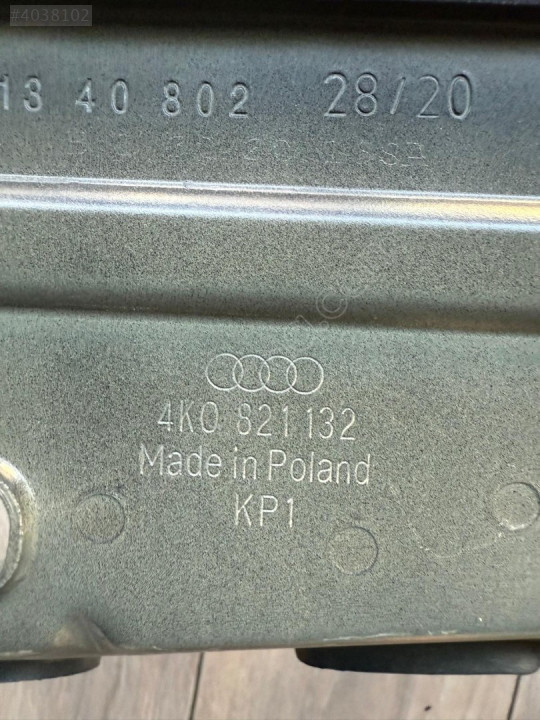 #4038102
13 40 802 28/20
4K0 821 132
Made in Poland
KP1